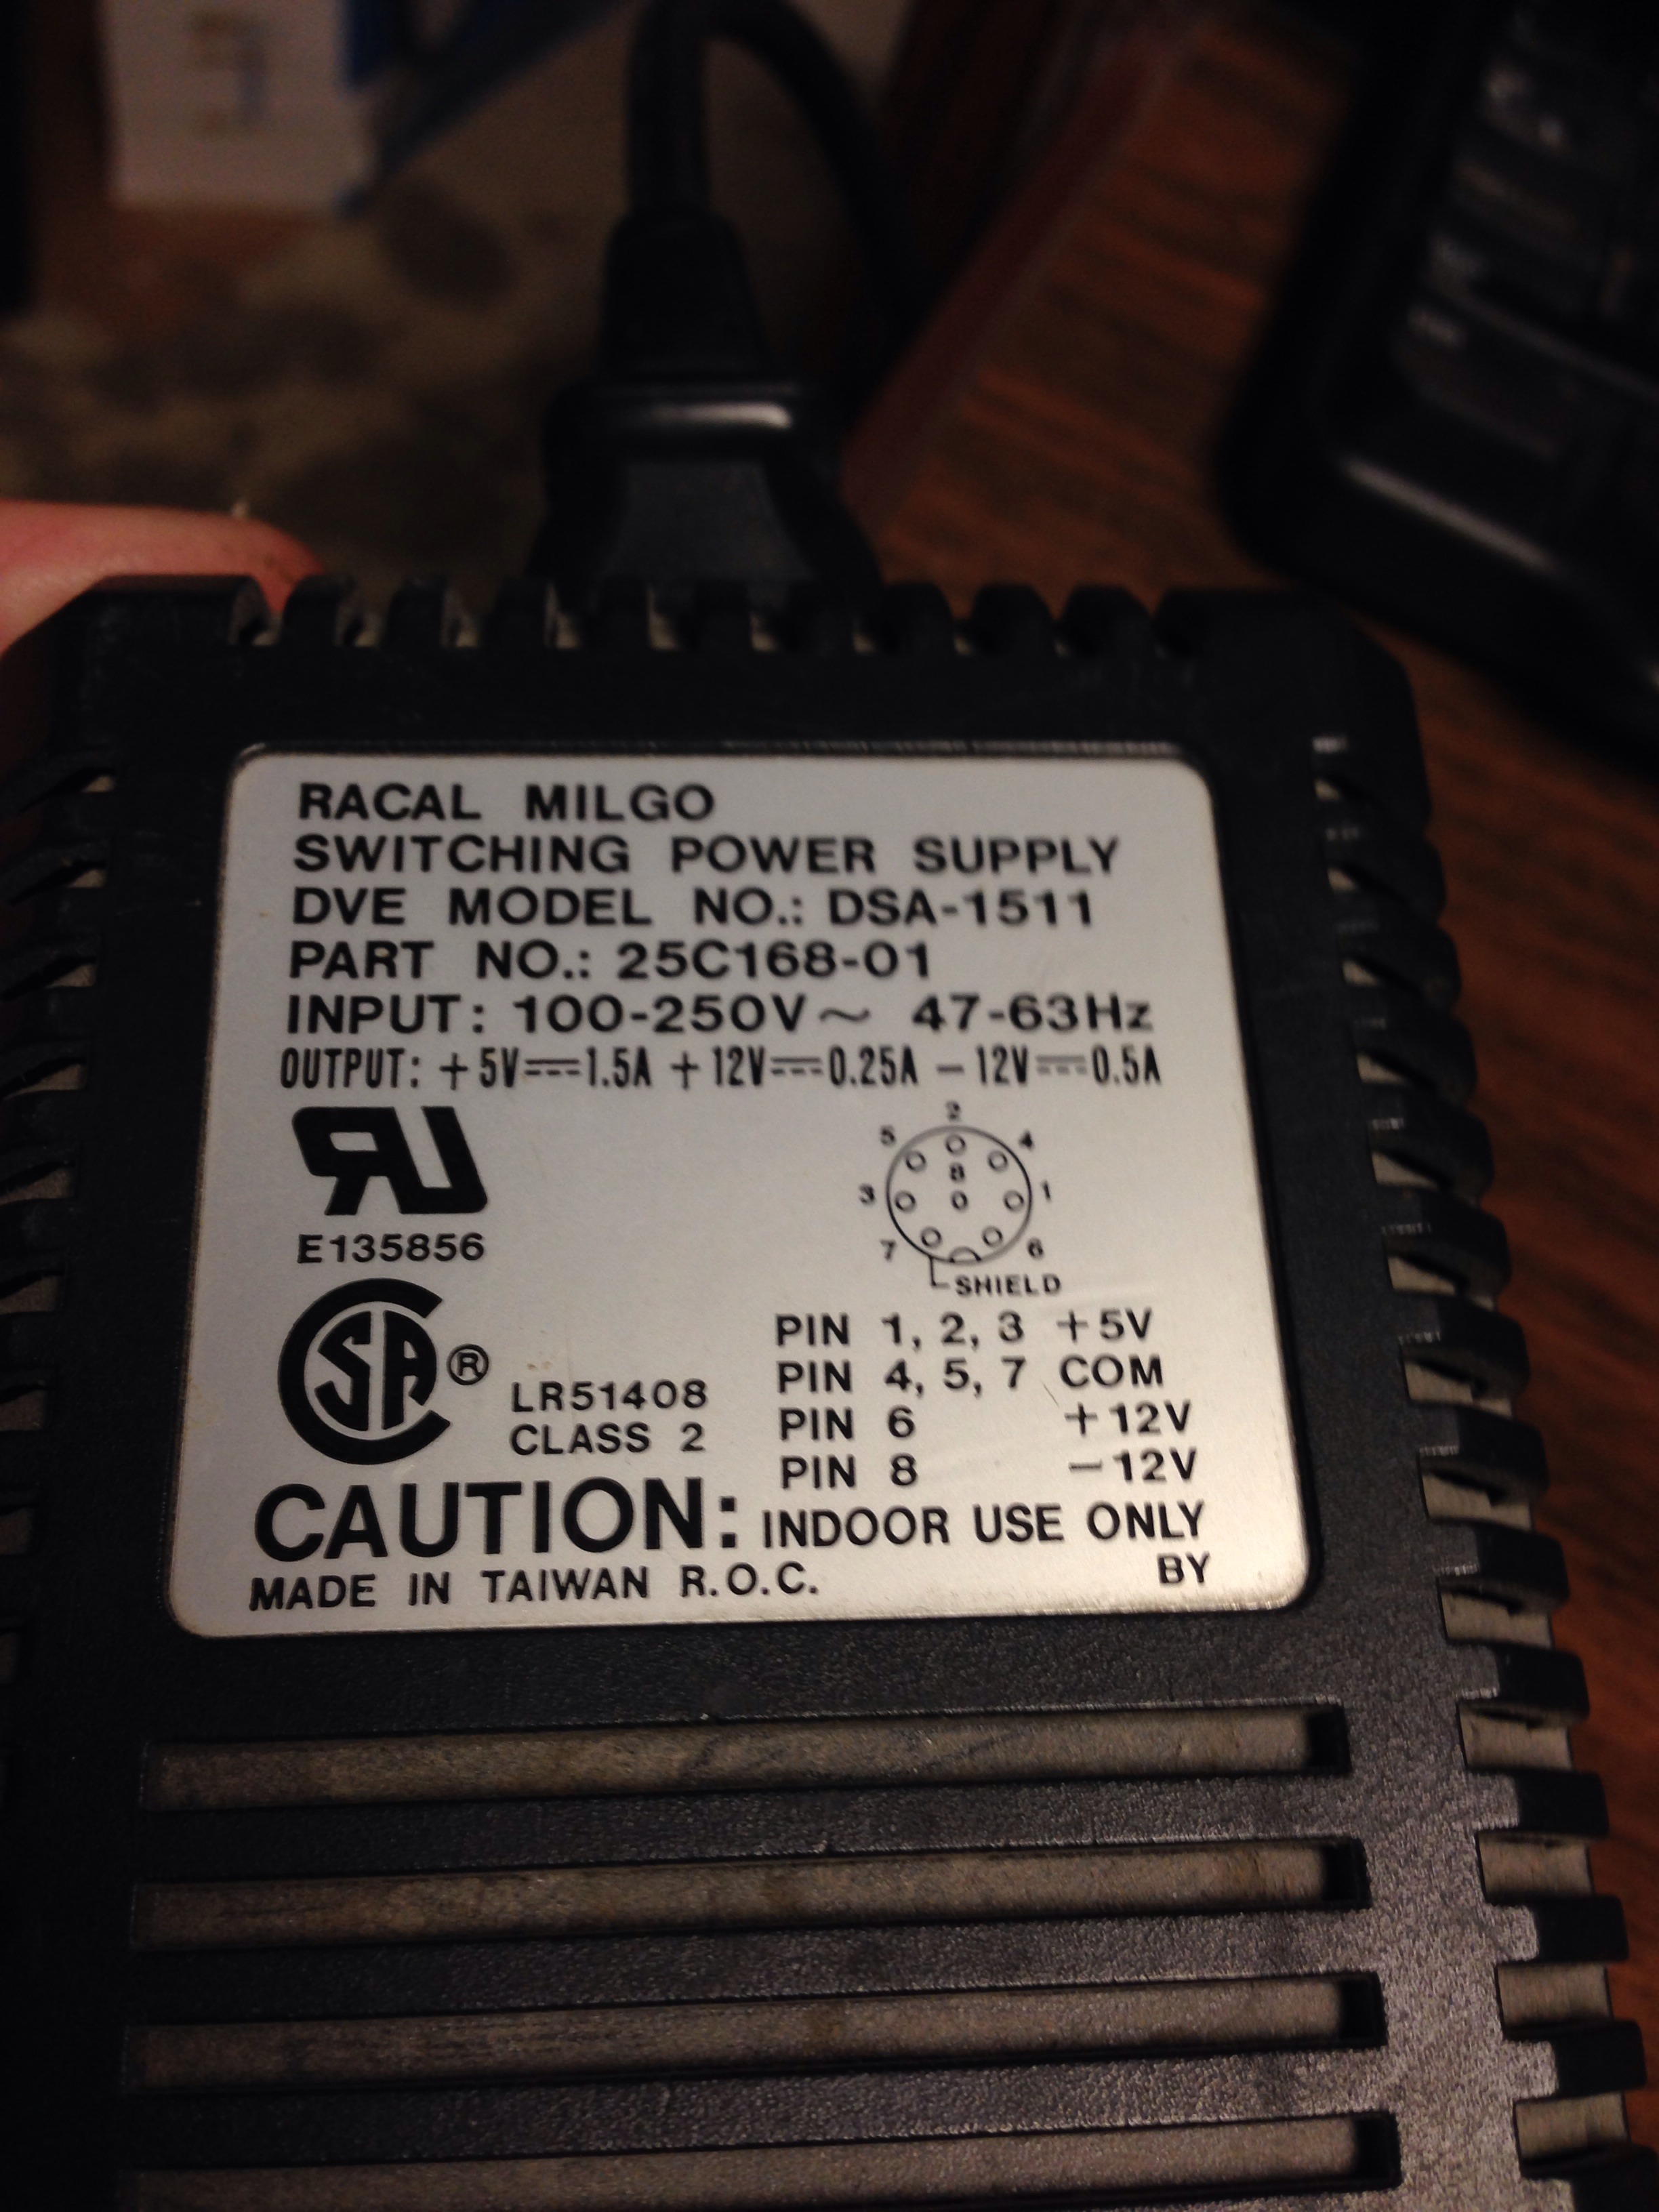 RACAL MILGO
SWITCHING POWER SUPPLY
DVE MODEL NO.: DSA-1511
PART NO.: 25C168-01
INPUT: 100-250V~ 47-63Hz
OUTPUT: +5V⎓1.5A +12V⎓0.25A -12V⎓0.5A
RU
E135856
2
5 4
8
3 1
7 6
SHIELD
PIN 1, 2, 3 +5V
PIN 4, 5, 7 COM
PIN 6 +12V
PIN 8 -12V
SA ®
LR51408
CLASS 2
CAUTION: INDOOR USE ONLY
MADE IN TAIWAN R.O.C. BY